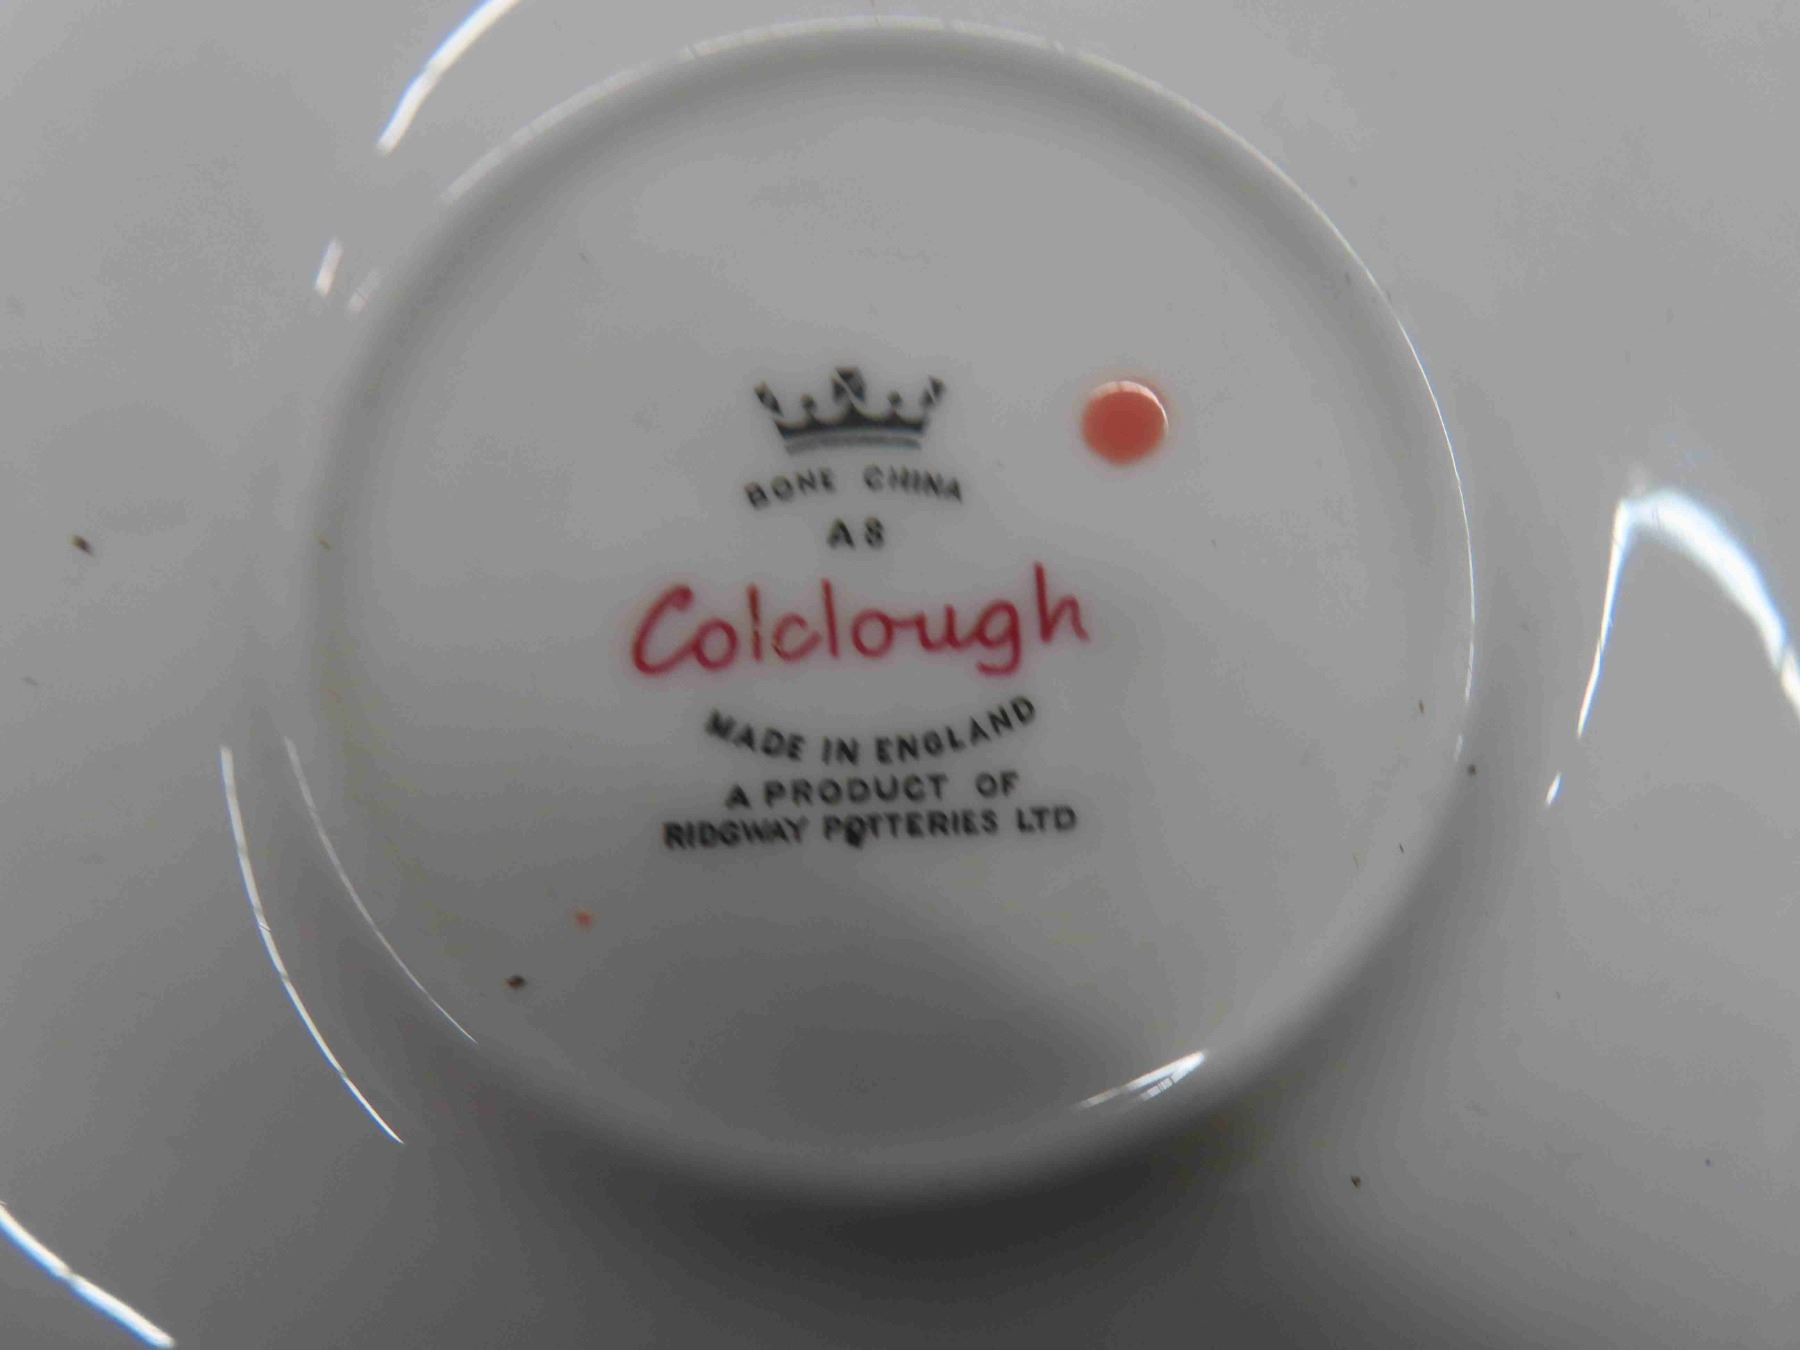 BONE CHINA
A8
Colclough
MADE IN ENGLAND
A PRODUCT OF
RIDGWAY POTTERIES LTD